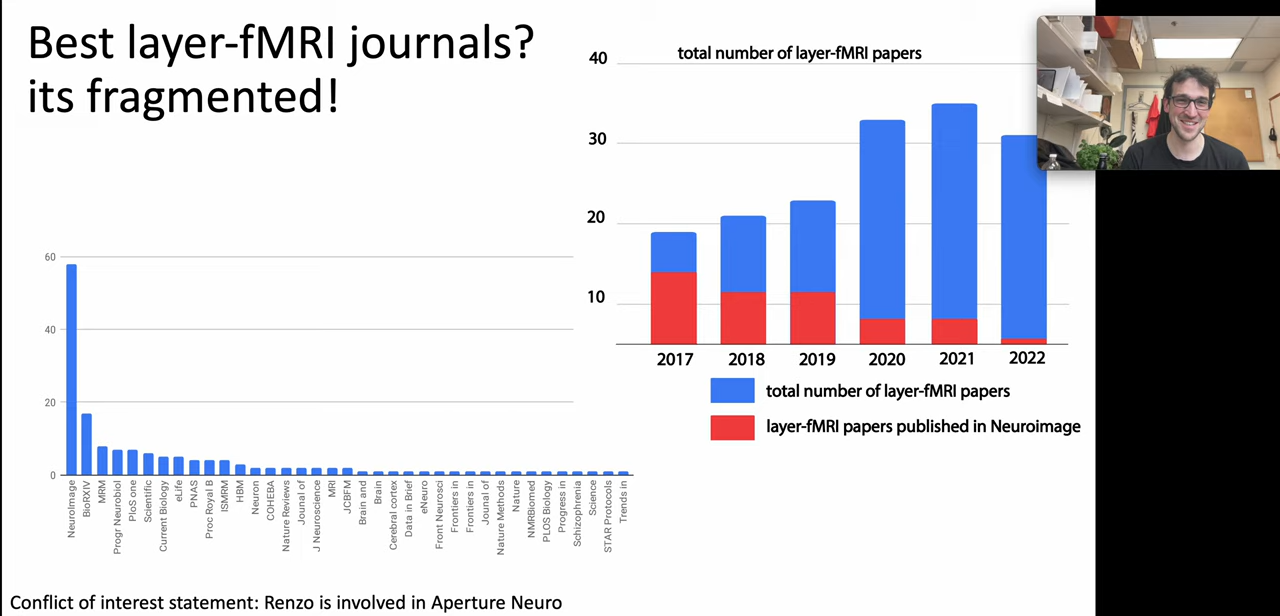 Best layer-fMRI journals?
its fragmented!
60
40
20
0
NeuroImage
BioRXIV
MRM
Progr Neurobiol
PloS one
Scientific
Current Biology
eLife
PNAS
Proc Royal B
ISMRM
HBM
Neuron
COHEBA
Nature Reviews
Jounal of
J Neuroscience
MRI
JCBFM
Brain and
Brain
Cerebral cortex
Data in Brief
eNeuro
Front Neurosci
Frontiers in
Frontiers in
Jounal of
Nature Methods
Nature
NMRBiomed
PLOS Biology
Progress in
Schizophrenia
Science
STAR Protocols
Trends in
total number of layer-fMRI papers
40
30
20
10
2017 2018 2019 2020 2021 2022
total number of layer-fMRI papers
layer-fMRI papers published in Neuroimage
Conflict of interest statement: Renzo is involved in Aperture Neuro